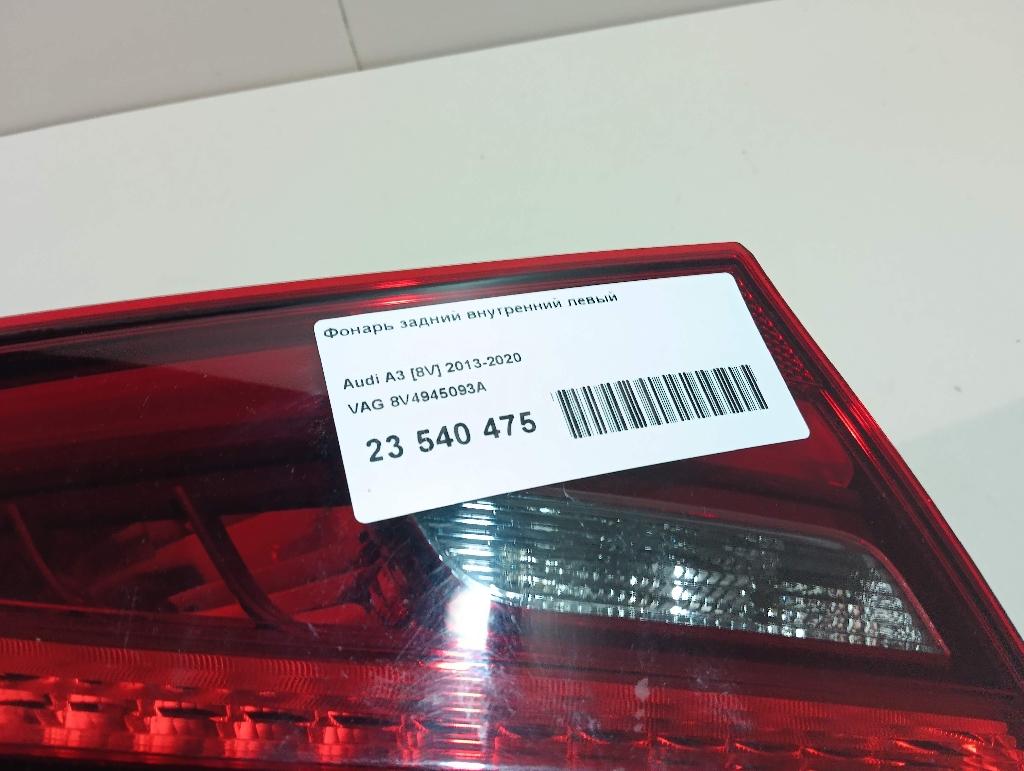 Фонарь задний внутренний левый
Audi A3 [8V] 2013-2020
VAG 8V4945093A
23 540 475